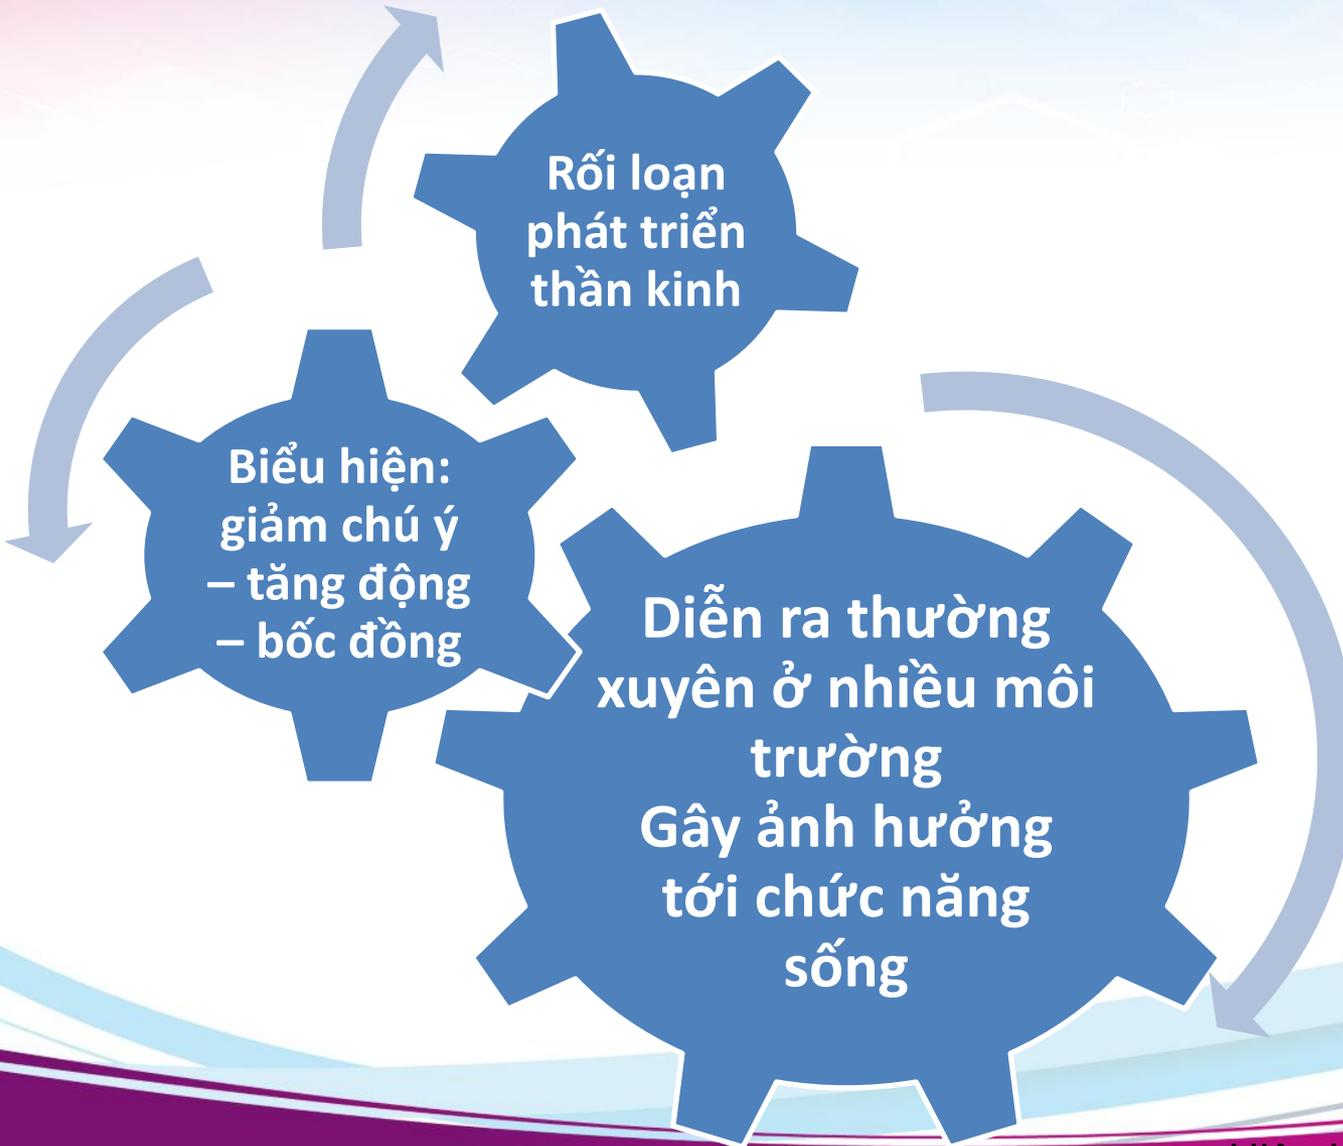 Rối loạn
phát triển
thần kinh
Biểu hiện:
giảm chú ý
– tăng động
– bốc đồng
Diễn ra thường
xuyên ở nhiều môi
trường
Gây ảnh hưởng
tới chức năng
sống